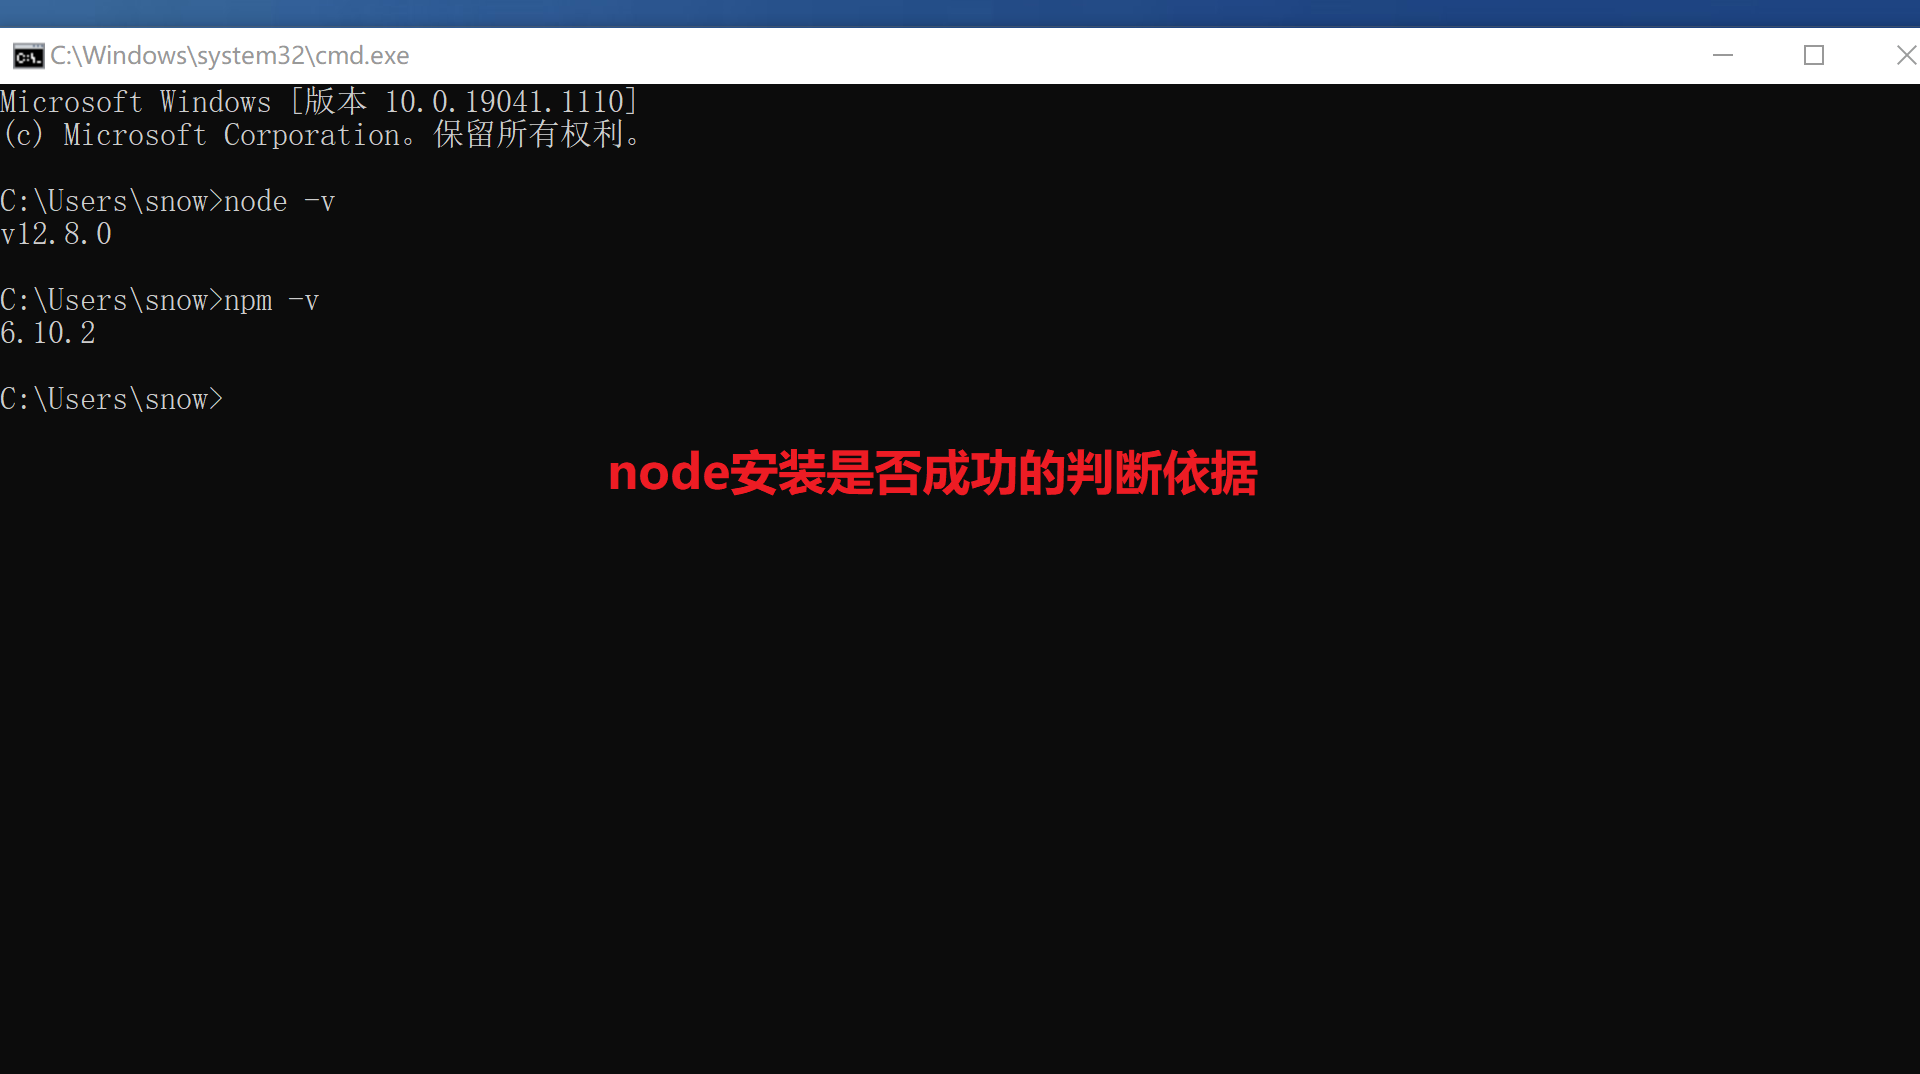 C:\Windows\system32\cmd.exe
Microsoft Windows [版本 10.0.19041.1110]
(c) Microsoft Corporation。保留所有权利。
C:\Users\snow>node -v
v12.8.0
C:\Users\snow>npm -v
6.10.2
C:\Users\snow>
node安装是否成功的判断依据